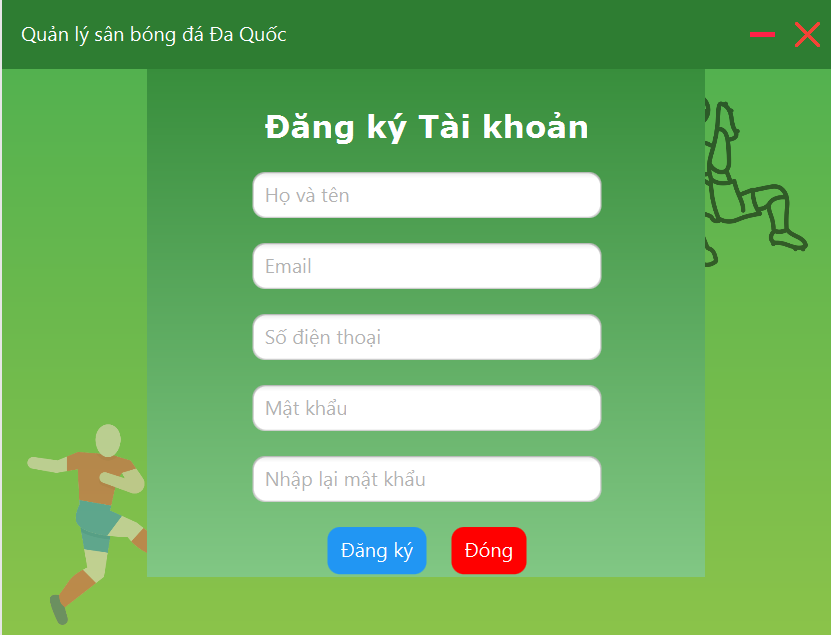 Quản lý sân bóng đá Đa Quốc
Đăng ký Tài khoản
Họ và tên
Email
Số điện thoại
Mật khẩu
Nhập lại mật khẩu
Đăng ký
Đóng